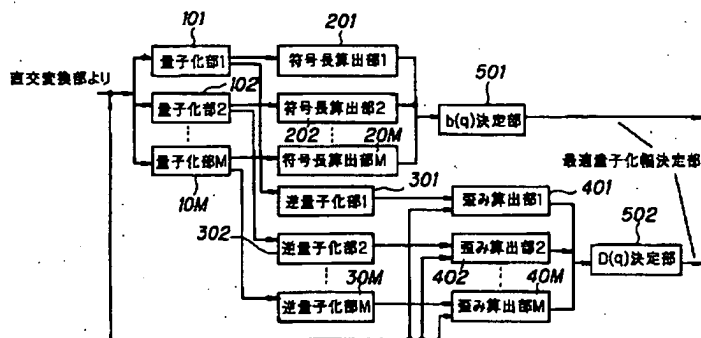 101
201
量子化部1
符号長算出部1
直交変換部より
102
501
量子化部2
符号長算出部2
b(q)決定部
202
20M
量子化部M
符号長算出部M
最適量子化幅決定部
10M
301
401
逆量子化部1
歪み算出部1
502
302
逆量子化部2
歪み算出部2
D(q)決定部
30M
402
40M
逆量子化部M
歪み算出部M